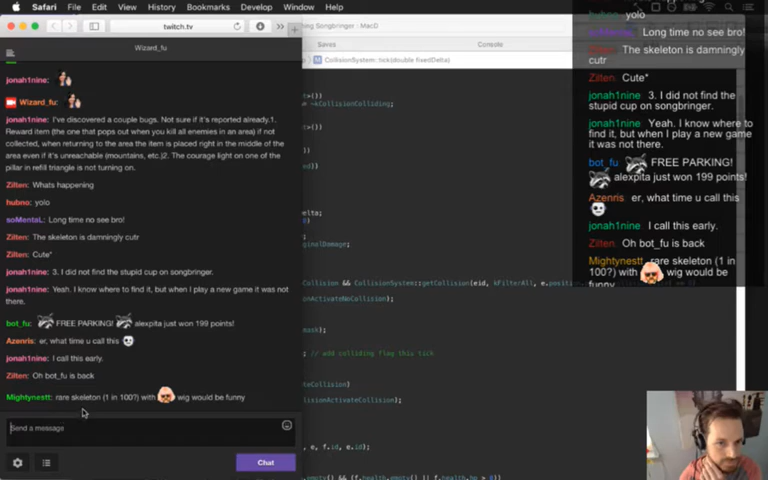 Safari File Edit View History Bookmarks Develop Window Help
twitch.tv
Songbringer — MacD
Wizard_fu
Saves
Console
CollisionSystem::tick(double fixedDelta)
jonah1nine:
Wizard_fu:
jonah1nine: I've discovered a couple bugs. Not sure if it's reported already.1.
Reward item (the one that pops out when you kill all enemies in an area) if not
collected, when returning to the area the item is placed right in the middle of the
area even if it's unreachable (mountains, etc.)2. The courage light on one of the
pillar in refill triangle is not turning on.
Zilten: Whats happening
hubno: yolo
soMentaL: Long time no see bro!
Zilten: The skeleton is damningly cutr
Zilten: Cute*
jonah1nine: 3. I did not find the stupid cup on songbringer.
jonah1nine: Yeah. I know where to find it, but when I play a new game it was not
there.
bot_fu: FREE PARKING! alexpita just won 199 points!
Azenris: er, what time u call this
jonah1nine: I call this early.
Zilten: Oh bot_fu is back
Mightynestt: rare skeleton (1 in 100?) with wig would be funny
Send a message
Chat
Collision && CollisionSystem::getCollision(eid, kFilterAll, e.position
// add colliding flag this tick
, e, f.id, e.id);
hubno: yolo
soMentaL: Long time no see bro!
Zilten: The skeleton is damningly
cutr
Zilten: Cute*
jonah1nine: 3. I did not find the
stupid cup on songbringer.
jonah1nine: Yeah. I know where to
find it, but when I play a new game
it was not there.
bot_fu FREE PARKING!
alexpita just won 199 points!
Azenris er, what time u call this
jonah1nine I call this early.
Zilten: Oh bot_fu is back
Mightynestt rare skeleton (1 in
100?) with wig would be
funny